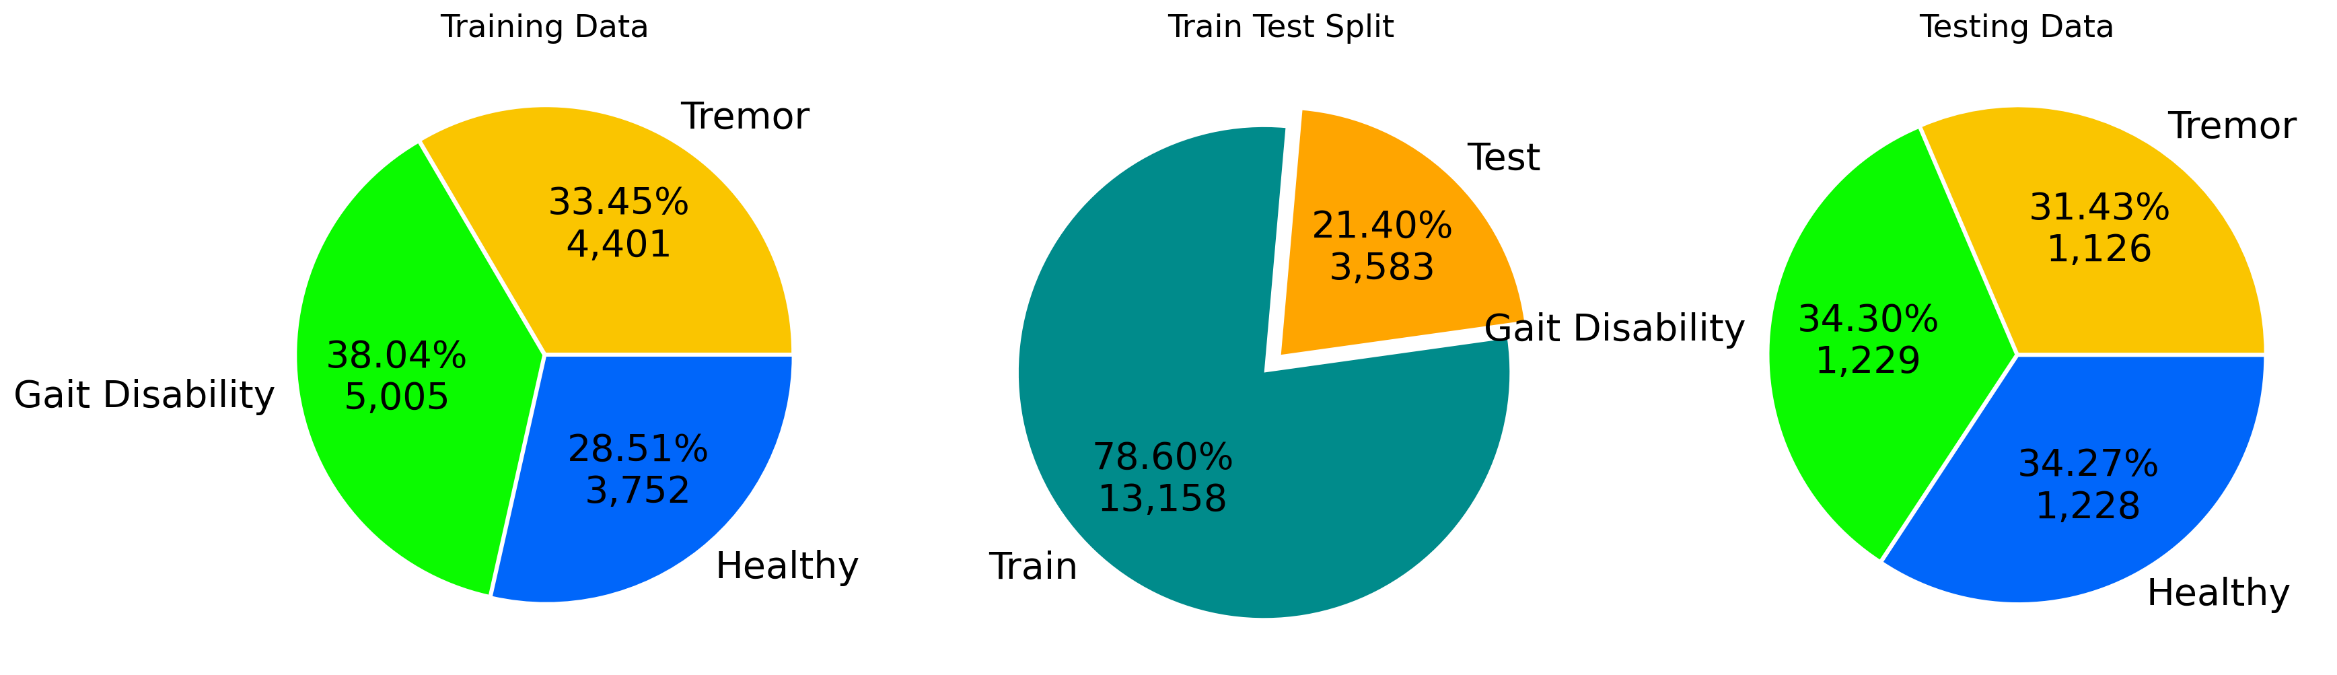 Training Data
Tremor
33.45%
4,401
38.04%
5,005
Gait Disability
28.51%
3,752
Healthy
Train Test Split
Test
21.40%
3,583
78.60%
13,158
Train
Testing Data
Tremor
31.43%
1,126
Gait Disability
34.30%
1,229
34.27%
1,228
Healthy